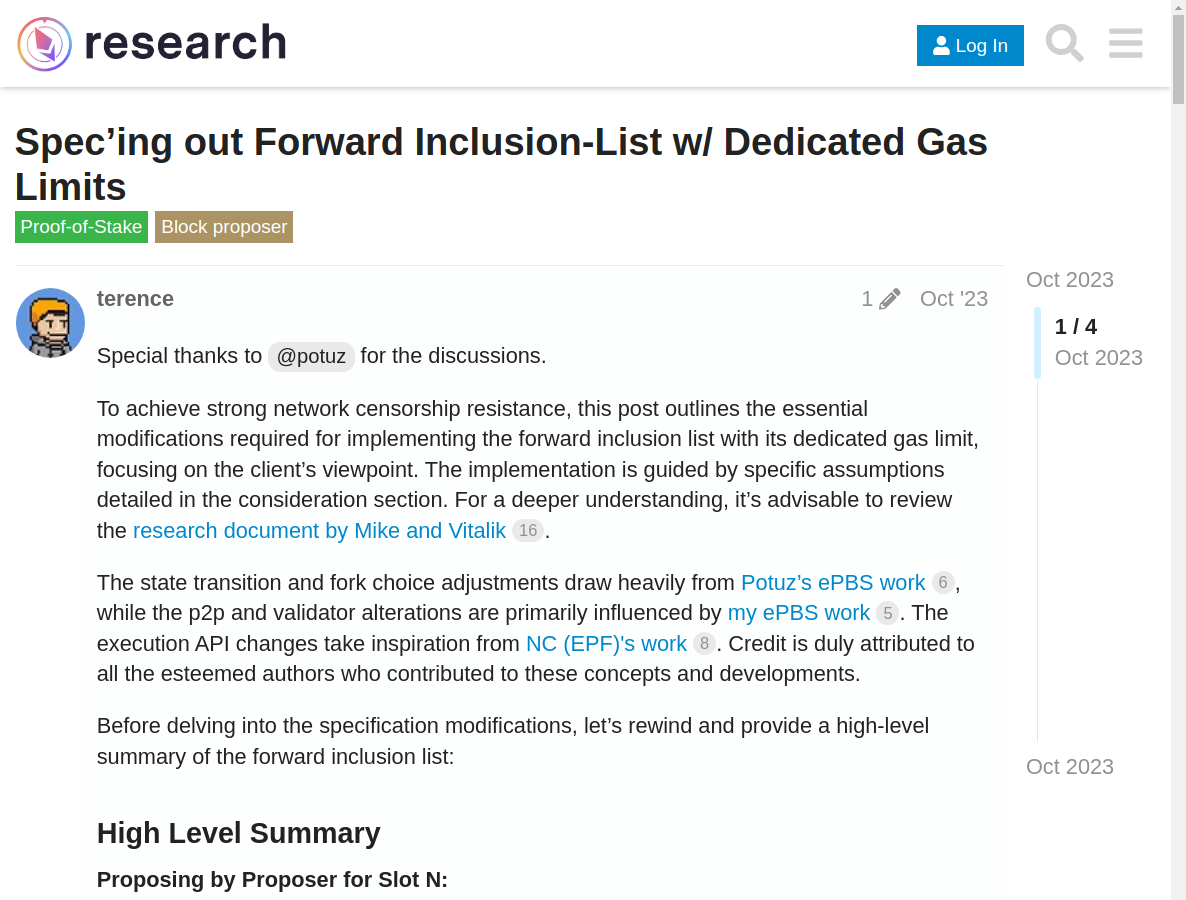 research
Log In
Spec’ing out Forward Inclusion-List w/ Dedicated Gas
Limits
Proof-of-Stake Block proposer
terence
1
Oct '23
Special thanks to @potuz for the discussions.
To achieve strong network censorship resistance, this post outlines the essential
modifications required for implementing the forward inclusion list with its dedicated gas limit,
focusing on the client’s viewpoint. The implementation is guided by specific assumptions
detailed in the consideration section. For a deeper understanding, it’s advisable to review
the research document by Mike and Vitalik 16.
The state transition and fork choice adjustments draw heavily from Potuz’s ePBS work 6,
while the p2p and validator alterations are primarily influenced by my ePBS work 5. The
execution API changes take inspiration from NC (EPF)'s work 8. Credit is duly attributed to
all the esteemed authors who contributed to these concepts and developments.
Before delving into the specification modifications, let’s rewind and provide a high-level
summary of the forward inclusion list:
High Level Summary
Proposing by Proposer for Slot N:
Oct 2023
1 / 4
Oct 2023
Oct 2023